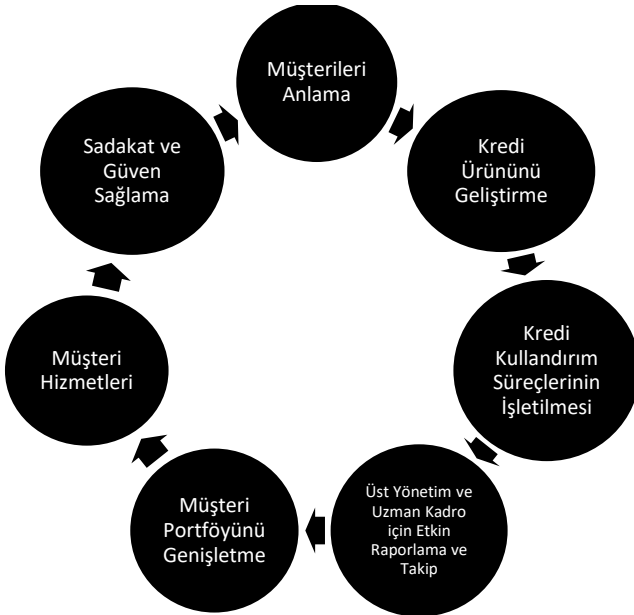 Müşterileri
Anlama
Kredi
Ürününü
Geliştirme
Kredi
Kullandırım
Süreçlerinin
İşletilmesi
Üst Yönetim ve
Uzman Kadro
için Etkin
Raporlama ve
Takip
Müşteri
Portföyünü
Genişletme
Müşteri
Hizmetleri
Sadakat ve
Güven
Sağlama